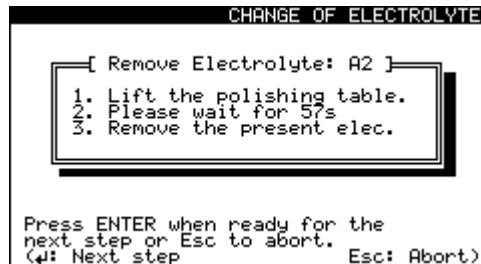 CHANGE OF ELECTROLYTE
[ Remove Electrolyte: A2 ]
1. Lift the polishing table.
2. Please wait for 57s
3. Remove the present elec.
Press ENTER when ready for the
next step or Esc to abort.
(↲: Next step Esc: Abort)